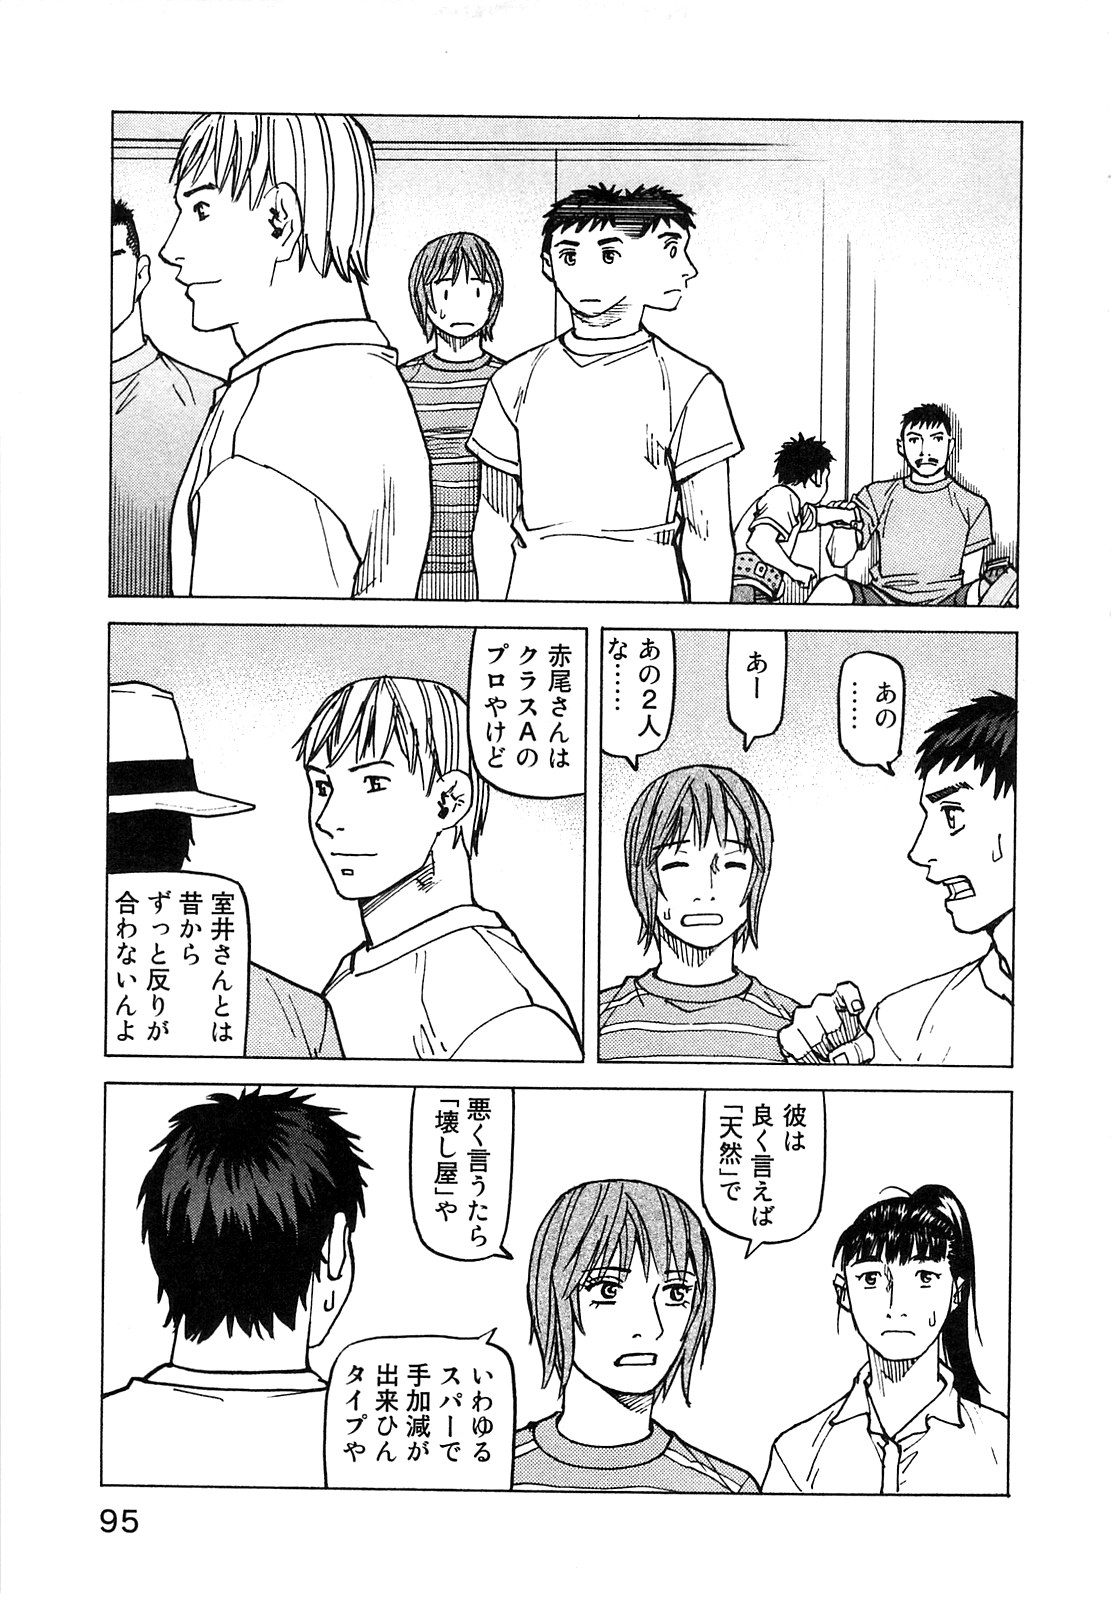 あの
……
あー
あの2人
な……
赤尾さんは
クラスAの
プロやけど
室井さんとは
昔から
ずっと反りが
合わないんよ
彼は
良く言えば
「天然」で
悪く言うたら
「壊し屋」や
いわゆる
スパーで
手加減が
出来ひん
タイプや
95